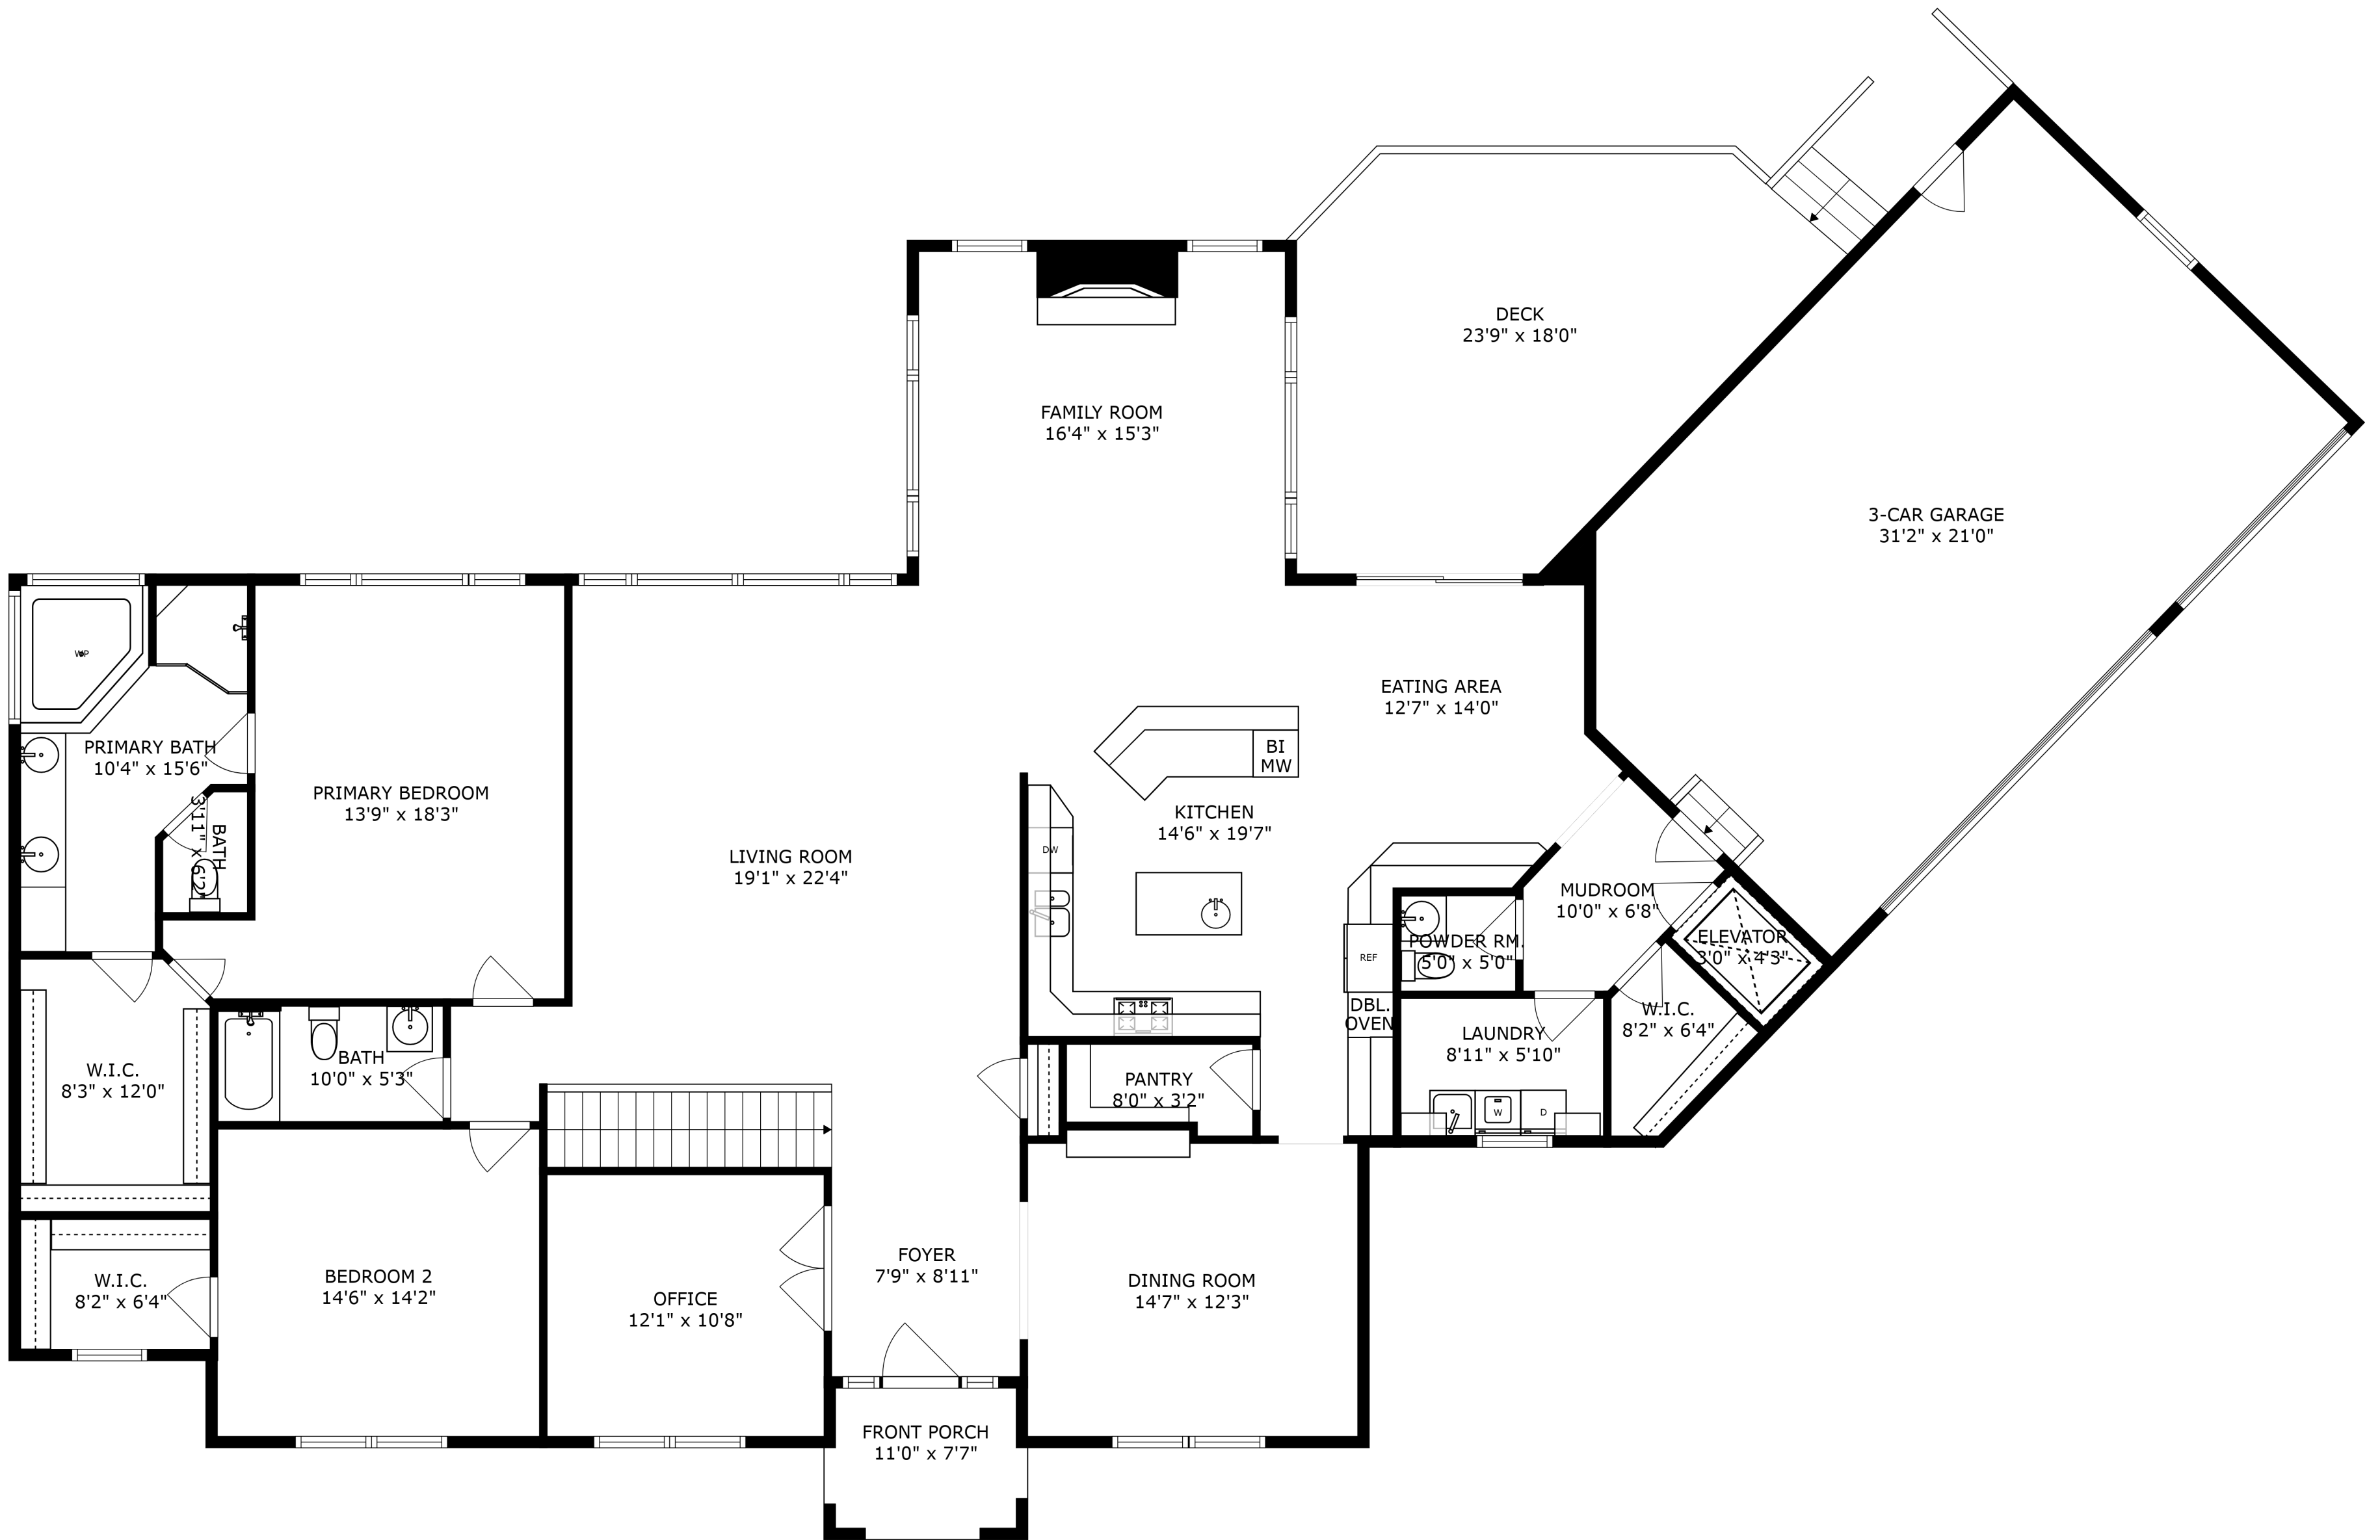 DECK
23'9" x 18'0"
FAMILY ROOM
16'4" x 15'3"
3-CAR GARAGE
31'2" x 21'0"
WP
EATING AREA
12'7" x 14'0"
PRIMARY BATH
10'4" x 15'6"
BI
MW
PRIMARY BEDROOM
13'9" x 18'3"
KITCHEN
14'6" x 19'7"
BATH
3'11" x 6'2"
DW
LIVING ROOM
19'1" x 22'4"
MUDROOM
10'0" x 6'8"
POWDER RM.
5'0" x 5'0"
ELEVATOR
3'0" x 4'3"
REF
DBL.
OVEN
W.I.C.
8'2" x 6'4"
LAUNDRY
8'11" x 5'10"
BATH
10'0" x 5'3"
W.I.C.
8'3" x 12'0"
PANTRY
8'0" x 3'2"
W
D
FOYER
7'9" x 8'11"
BEDROOM 2
14'6" x 14'2"
W.I.C.
8'2" x 6'4"
DINING ROOM
14'7" x 12'3"
OFFICE
12'1" x 10'8"
FRONT PORCH
11'0" x 7'7"